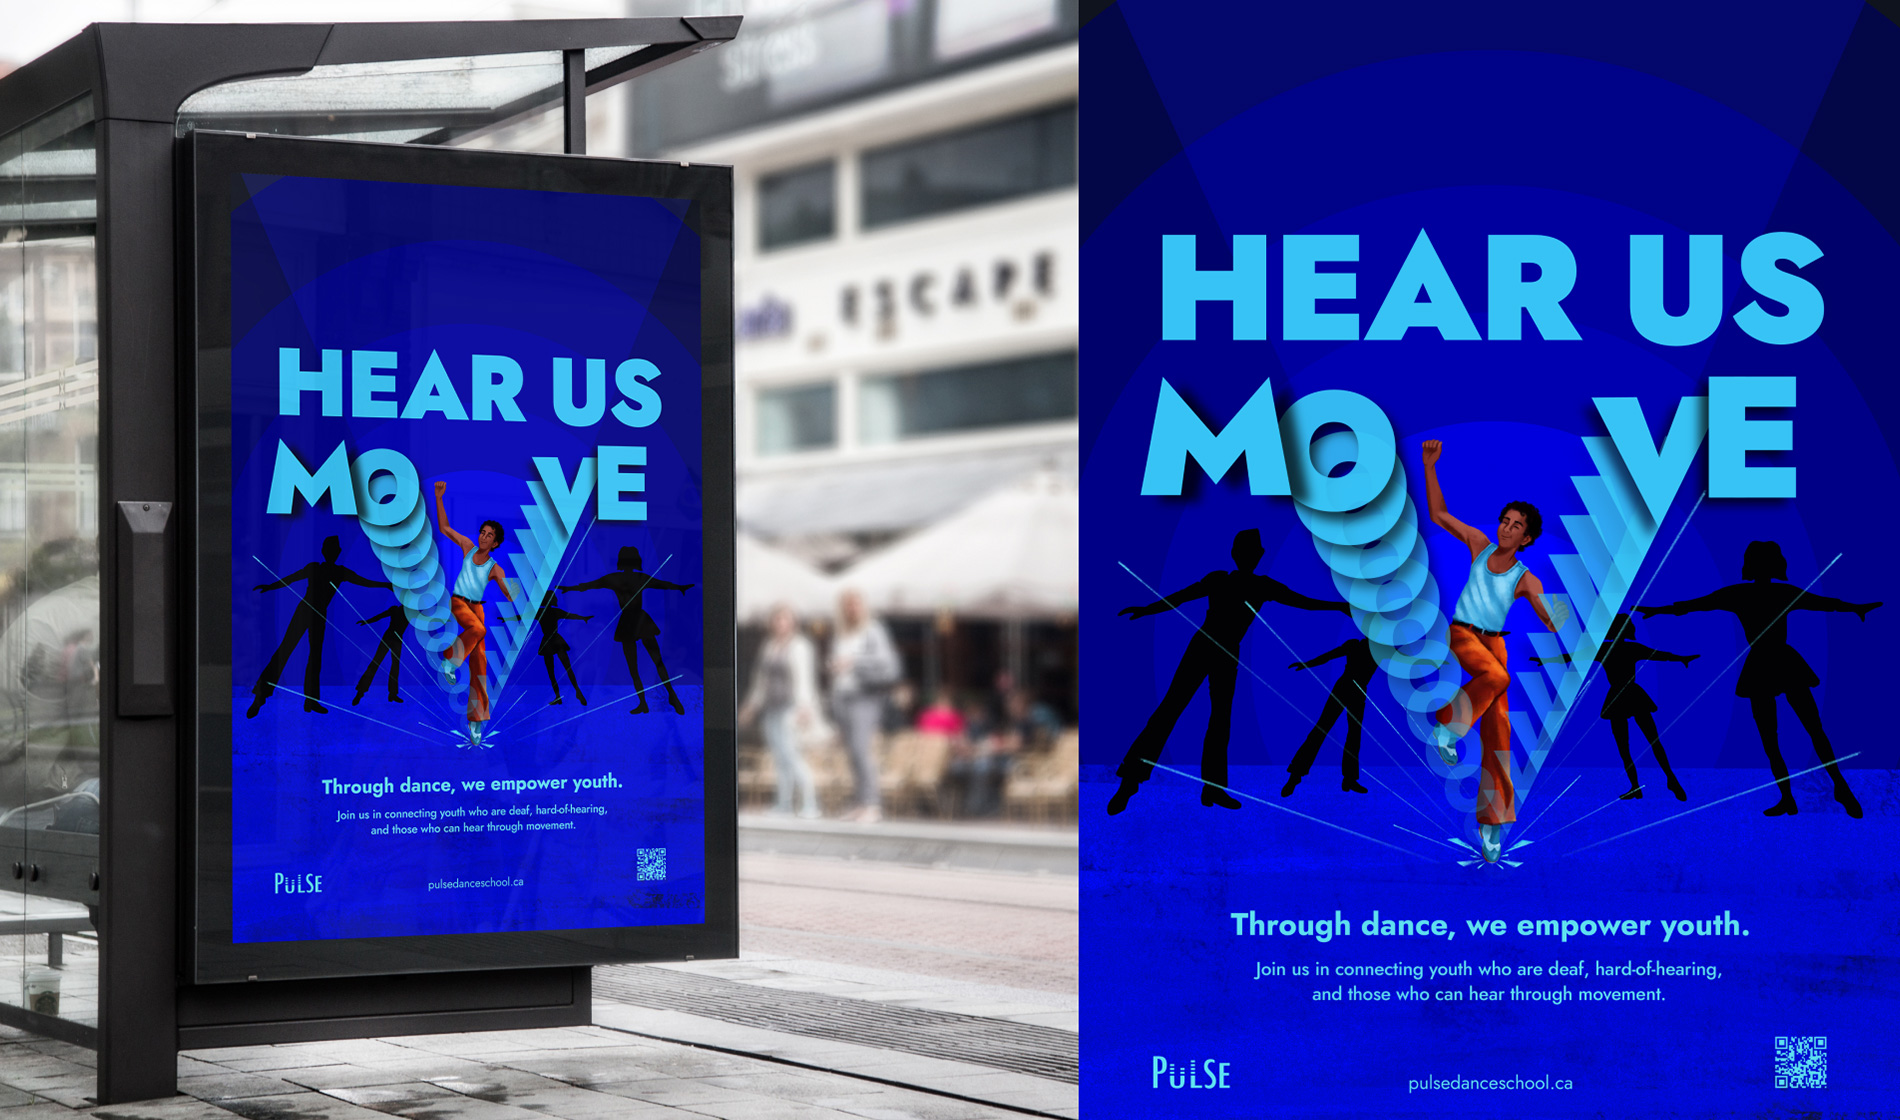 stress
ESCAPE
HEAR US
MOVE
Through dance, we empower youth.
Join us in connecting youth who are deaf, hard-of-hearing,
and those who can hear through movement.
PULSE
pulsedanceschool.ca
HEAR US
MOVE
Through dance, we empower youth.
Join us in connecting youth who are deaf, hard-of-hearing,
and those who can hear through movement.
PULSE
pulsedanceschool.ca